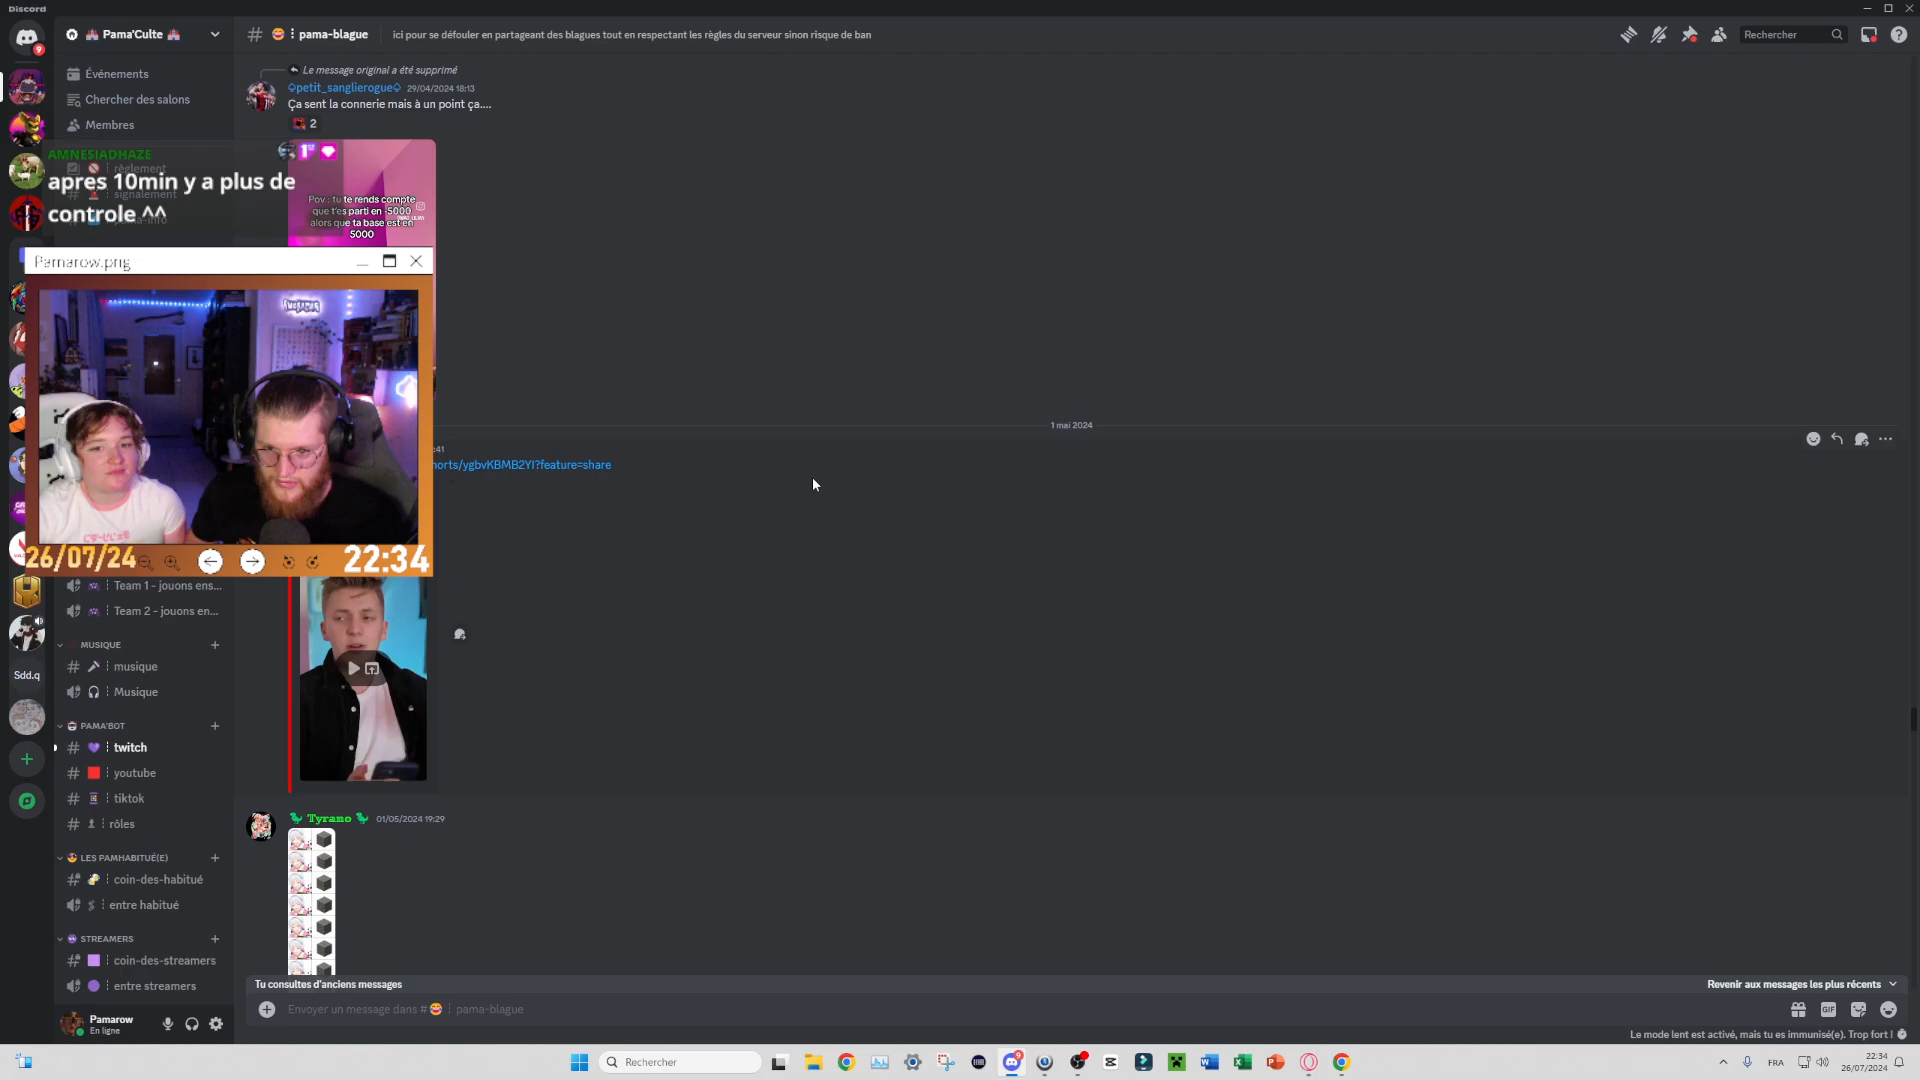 Discord
Pama'Culte
pama-blague
ici pour se défouler en partageant des blagues tout en respectant les règles du serveur sinon risque de ban
Rechercher
Événements
Chercher des salons
Membres
règlement
signalement
AMNESIADHAZE
apres 10min y a plus de
controle ^^
Le message original a été supprimé
petit_sanglierogue 29/04/2024 18:13
Ça sent la connerie mais à un point ça....
2
Pov : tu te rends compte
que t'es parti en -5000
alors que ta base est en
5000
Pamarow.png
26/07/24
22:34
1 mai 2024
:41
horts/ygbvKBMB2YI?feature=share
Team 1 - jouons ens...
Team 2 - jouons en...
MUSIQUE
musique
Musique
Sdd.q
PAMA'BOT
twitch
youtube
tiktok
rôles
LES PAMHABITUÉ(E)
coin-des-habitué
entre habitué
STREAMERS
coin-des-streamers
entre streamers
Tyrano 01/05/2024 19:29
Tu consultes d'anciens messages
Revenir aux messages les plus récents
Envoyer un message dans # pama-blague
GIF
Le mode lent est activé, mais tu es immunisé(e). Trop fort !
Pamarow
En ligne
Rechercher
FRA
22:34
26/07/2024